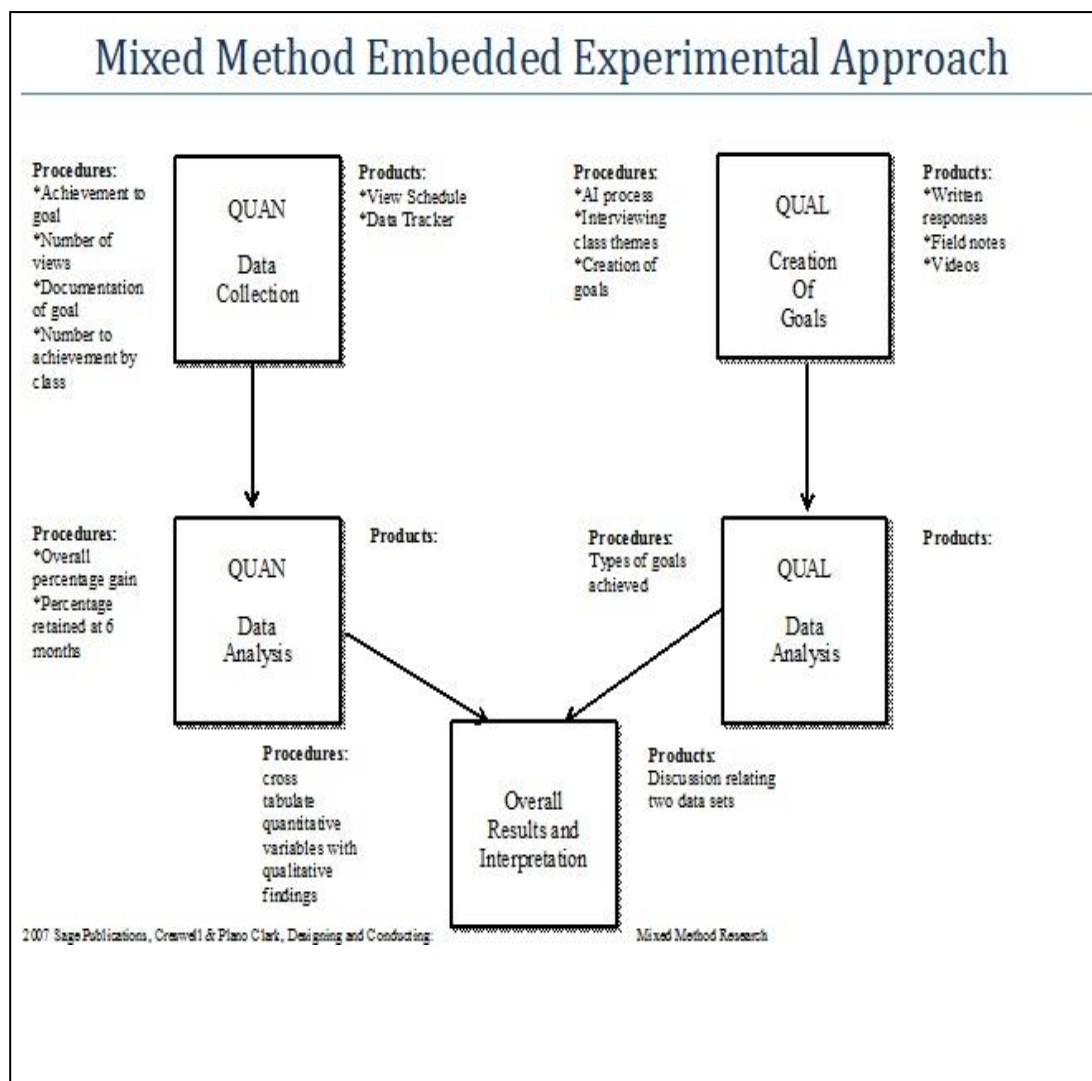 Mixed Method Embedded Experimental Approach
Procedures:
*Achievement to
goal
*Number of
views
*Documentation
of goal
*Number to
achievement by
class
QUAN
Data
Collection
Products:
*View Schedule
*Data Tracker
Procedures:
*AI process
*Interviewing
class themes
*Creation of
goals
QUAL
Creation
Of
Goals
Products:
*Written
responses
*Field notes
*Videos
Procedures:
*Overall
percentage gain
*Percentage
retained at 6
months
QUAN
Data
Analysis
Products:
Procedures:
Types of goals
achieved
QUAL
Data
Analysis
Products:
Procedures:
cross
tabulate
quantitative
variables with
qualitative
findings
Overall
Results and
Interpretation
Products:
Discussion relating
two data sets
2007 Sage Publications, Creswell & Plano Clark, Designing and Conducting: Mixed Method Research